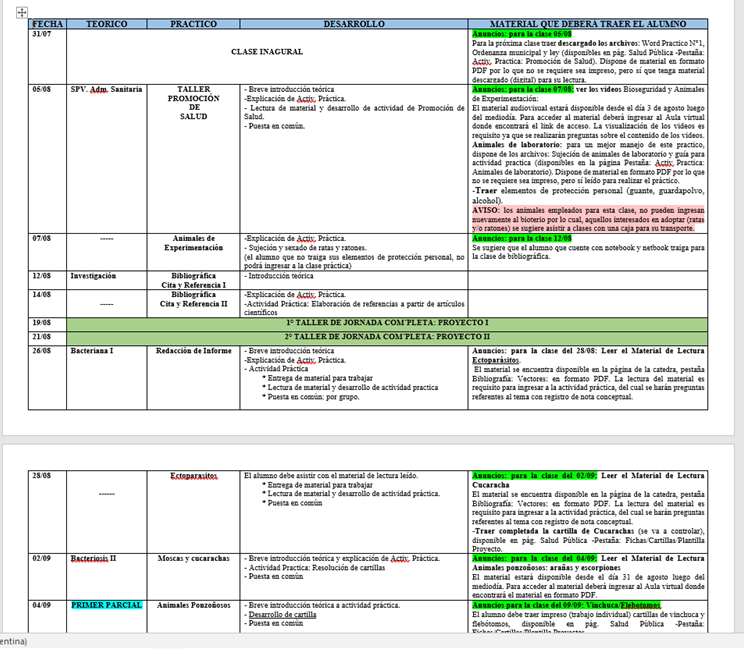 FECHA TEORICO PRACTICO DESARROLLO MATERIAL QUE DEBERÁ TRAER EL ALUMNO
31/07
CLASE INAGURAL
Anuncios: para la clase 05/08
Para la próxima clase traer descargado los archivos: Word Practico N°1,
Ordenanza municipal y ley (disponibles en pág. Salud Pública -Pestaña:
Activ, Practica: Promoción de Salud). Dispone de material en formato
PDF por lo que no se requiere sea impreso, pero sí que tenga material
descargado (digital) para su lectura.
05/08
SPV. Adm. Sanitaria
TALLER
PROMOCIÓN
DE
SALUD
- Breve introducción teórica
-Explicación de Activ, Práctica.
- Lectura de material y desarrollo de actividad de Promoción de
Salud.
- Puesta en común.
Anuncios: para la clase 07/08: ver los videos Bioseguridad y Animales
de Experimentación:
El material audiovisual estará disponible desde el día 3 de agosto luego
del mediodía. Para acceder al material deberá ingresar al Aula virtual
donde encontrará el link de acceso. La visualización de los videos es
requisito ya que se realizarán preguntas sobre el contenido de los videos.
Animales de laboratorio: para un mejor manejo de este practico,
dispone de los archivos: Sujeción de animales de laboratorio y guía para
actividad practica (disponibles en la página Pestaña: Activ, Practica:
Animales de laboratorio). Dispone de material en formato PDF por lo que
no se requiere sea impreso, pero sí leído para realizar el práctico.
-Traer elementos de protección personal (guante, guardapolvo,
alcohol).
AVISO: los animales empleados para esta clase, no pueden ingresan
nuevamente al bioterio por lo cual, aquellos interesados en adoptar (ratas
y/o ratones) se sugiere asistir a clases con una caja para su transporte.
07/08
-----
Animales de
Experimentación
-Explicación de Activ, Práctica.
- Sujeción y sexado de ratas y ratones.
(el alumno que no traiga sus elementos de protección personal, no
podrá ingresar a la clase práctica)
Anuncios: para la clase 12/08
Se sugiere que el alumno que cuente con notebook y netbook traiga para
la clase de bibliográfica.
12/08
Investigación
Bibliográfica
Cita y Referencia I
- Introducción teórica
14/08
-----
Bibliográfica
Cita y Referencia II
-Explicación de Activ, Práctica.
-Actividad Práctica: Elaboración de referencias a partir de artículos
científicos
19/08 1° TALLER DE JORNADA COMPLETA: PROYECTO I
21/08 2° TALLER DE JORNADA COMPLETA: PROYECTO II
26/08
Bacteriana I
Redacción de Informe
- Breve introducción teórica
-Explicación de Activ, Práctica.
- Actividad Práctica
* Entrega de material para trabajar
* Lectura de material y desarrollo de actividad practica
* Puesta en común: por grupo.
Anuncios: para la clase del 28/08: Leer el Material de Lectura
Ectoparásitos.
El material se encuentra disponible en la página de la catedra, pestaña
Bibliografía: Vectores: en formato PDF. La lectura del material es
requisito para ingresar a la actividad práctica, del cual se harán preguntas
referentes al tema con registro de nota conceptual.
28/08
------
Ectoparasitos
El alumno debe asistir con el material de lectura leído.
* Entrega de material para trabajar
* Lectura de material y desarrollo de actividad práctica.
* Puesta en común
Anuncios: para la clase del 02/09: Leer el Material de Lectura
Cucaracha
El material se encuentra disponible en la página de la catedra, pestaña
Bibliografía: Vectores: en formato PDF. La lectura del material es
requisito para ingresar a la actividad práctica, del cual se harán preguntas
referentes al tema con registro de nota conceptual.
-Traer completada la cartilla de Cucarachas (se va a controlar),
disponible en pág. Salud Pública -Pestaña: Fichas/Cartillas/Plantilla
Proyecto.
02/09
Bacteriosis II
Moscas y cucarachas
- Breve introducción teórica y explicación de Activ, Práctica.
- Actividad Practica: Resolución de cartillas
- Puesta en común
Anuncios: para la clase del 04/09: Leer el Material de Lectura
Animales ponzoñosos: arañas y escorpiones
El material estará disponible desde el día 31 de agosto luego del
mediodía. Para acceder al material deberá ingresar al Aula virtual donde
encontrará el material en formato PDF.
04/09
PRIMER PARCIAL
Animales Ponzoñosos
- Breve introducción teórica a actividad práctica.
- Desarrollo de cartilla
- Puesta en común
Anuncios para la clase del 09/09: Vinchuca/Flebotomos.
El alumno debe traer impreso (trabajo individual) cartillas de vinchuca y
flebótomos, disponible en pág. Salud Pública -Pestaña:
Fichas/Cartillas/Plantilla Proyectos
entina)